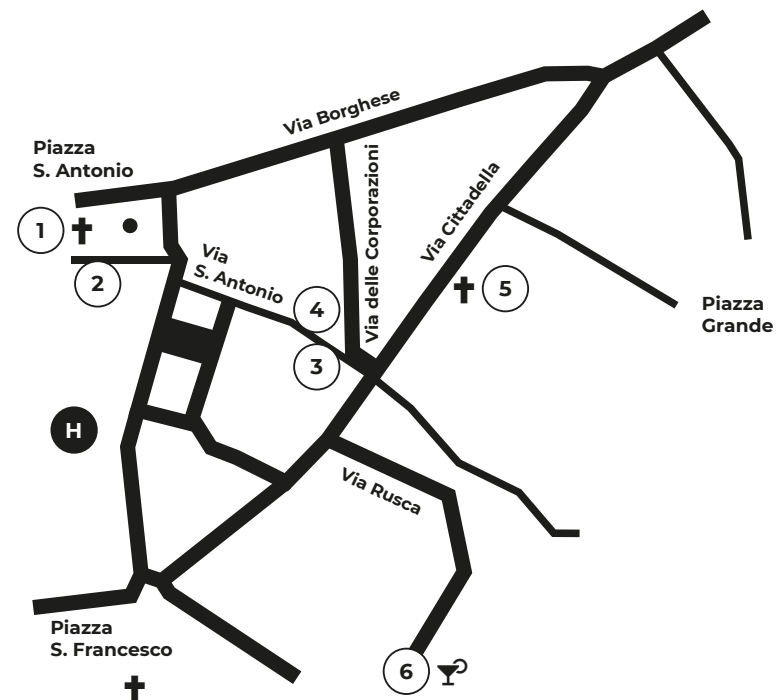 Via Borghese
Piazza
S. Antonio
1
2
Via
S. Antonio
Via delle Corporazioni
Via Cittadella
4
3
5
Piazza
Grande
H
Via Rusca
Piazza
S. Francesco
6